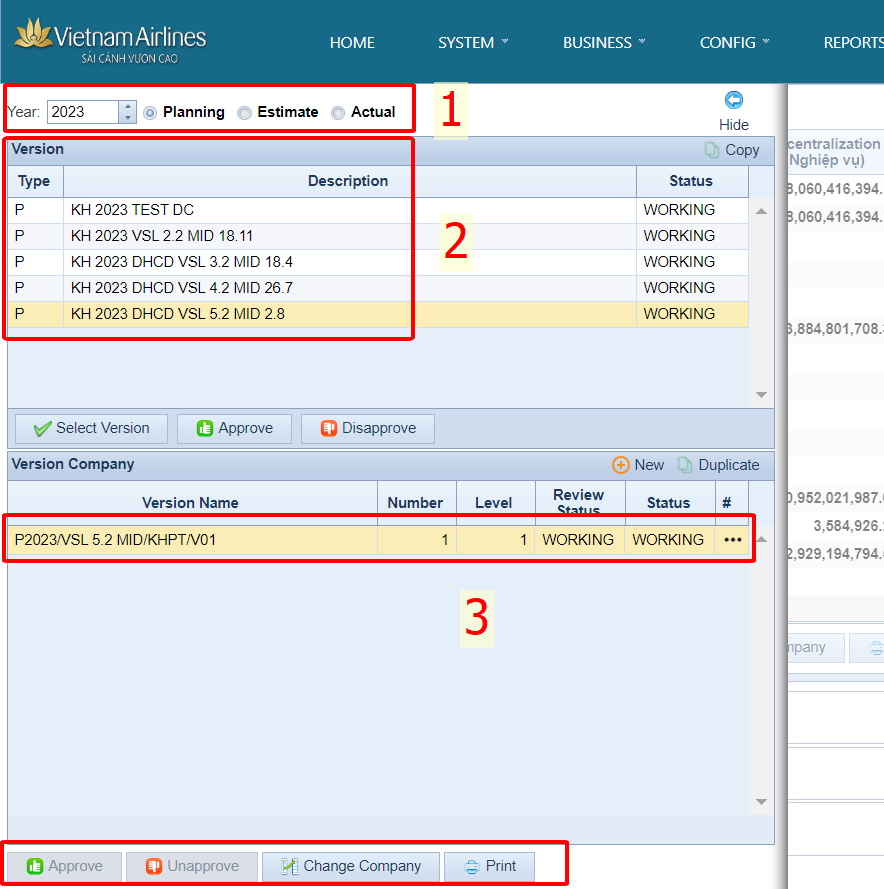 Vietnam Airlines
SẢI CÁNH VƯƠN CAO
HOME SYSTEM BUSINESS CONFIG REPORTS
Year: 2023 Planning Estimate Actual
1
Hide
Version Copy
Type Description Status
P KH 2023 TEST DC WORKING
P KH 2023 VSL 2.2 MID 18.11 WORKING
P KH 2023 DHCD VSL 3.2 MID 18.4 WORKING
P KH 2023 DHCD VSL 4.2 MID 26.7 WORKING
P KH 2023 DHCD VSL 5.2 MID 2.8 WORKING
2
Select Version Approve Disapprove
Version Company New Duplicate
Version Name Number Level Review Status Status #
P2023/VSL 5.2 MID/KHPT/V01 1 1 WORKING WORKING •••
3
Approve Unapprove Change Company Print
centralization
Nghiệp vụ)
8,060,416,394.
8,060,416,394.
3,884,801,708.
0,952,021,987.
3,584,926.
2,929,194,794.
mpany